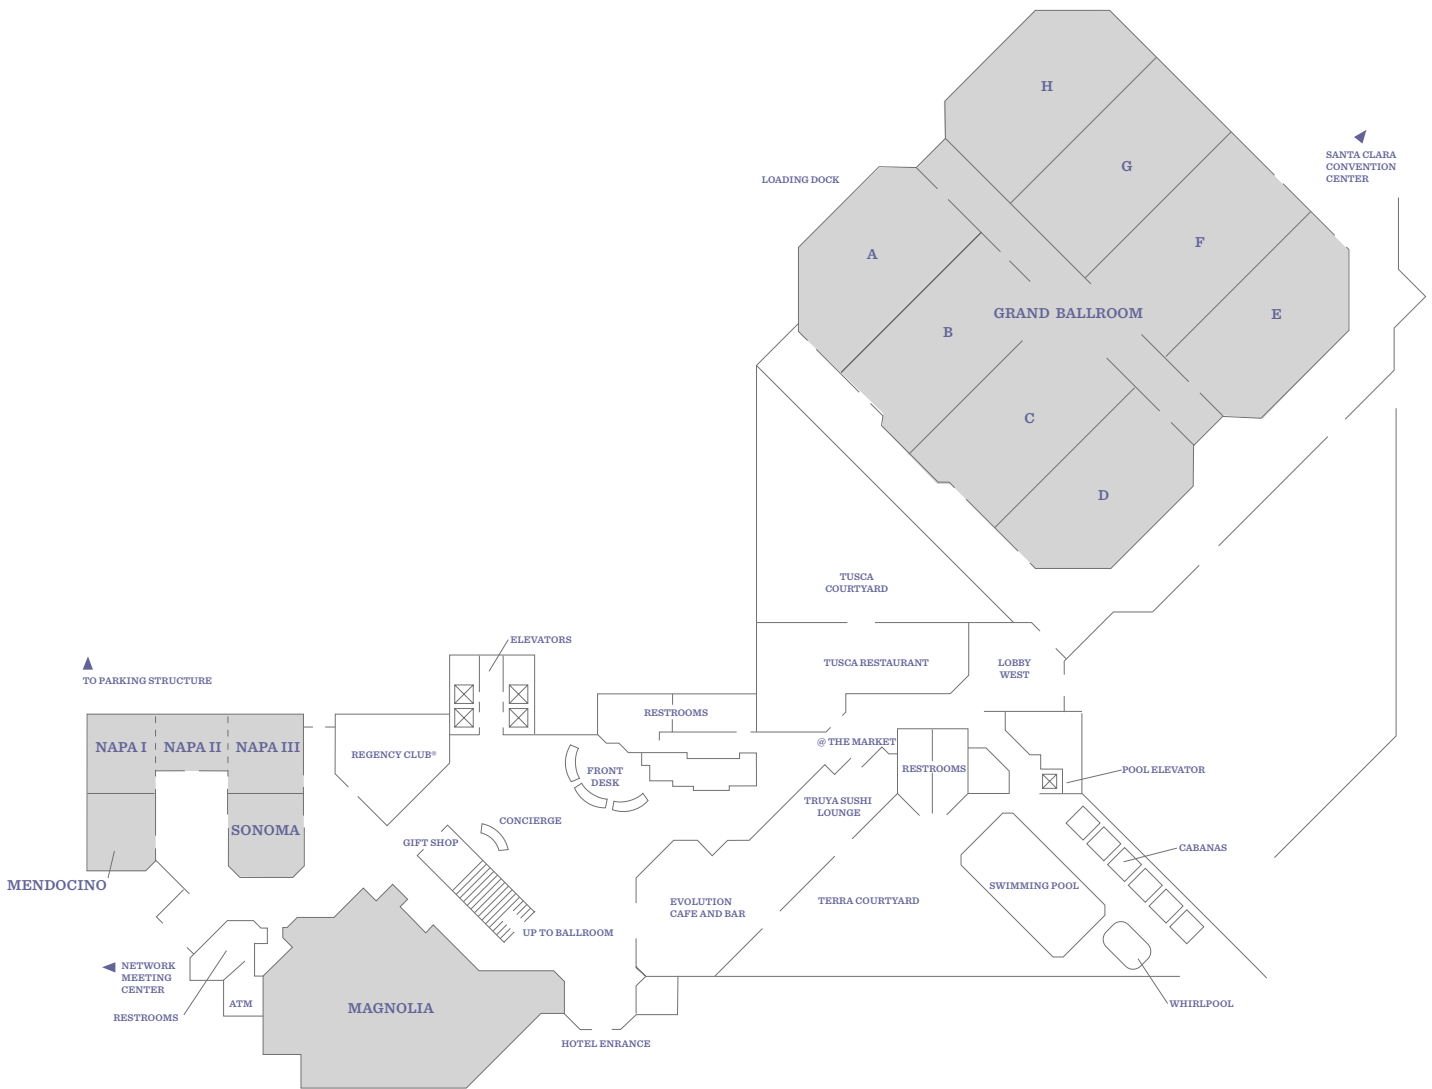 H
G
SANTA CLARA
CONVENTION
CENTER
LOADING DOCK
F
A
GRAND BALLROOM
E
B
C
D
TUSCA
COURTYARD
ELEVATORS
TUSCA RESTAURANT
LOBBY
WEST
TO PARKING STRUCTURE
RESTROOMS
NAPA I
NAPA II
NAPA III
REGENCY CLUB®
@ THE MARKET
RESTROOMS
FRONT
DESK
POOL ELEVATOR
TRUYA SUSHI
LOUNGE
CONCIERGE
SONOMA
GIFT SHOP
CABANAS
MENDOCINO
SWIMMING POOL
EVOLUTION
CAFE AND BAR
TERRA COURTYARD
UP TO BALLROOM
NETWORK
MEETING
CENTER
ATM
MAGNOLIA
WHIRLPOOL
RESTROOMS
HOTEL ENRANCE